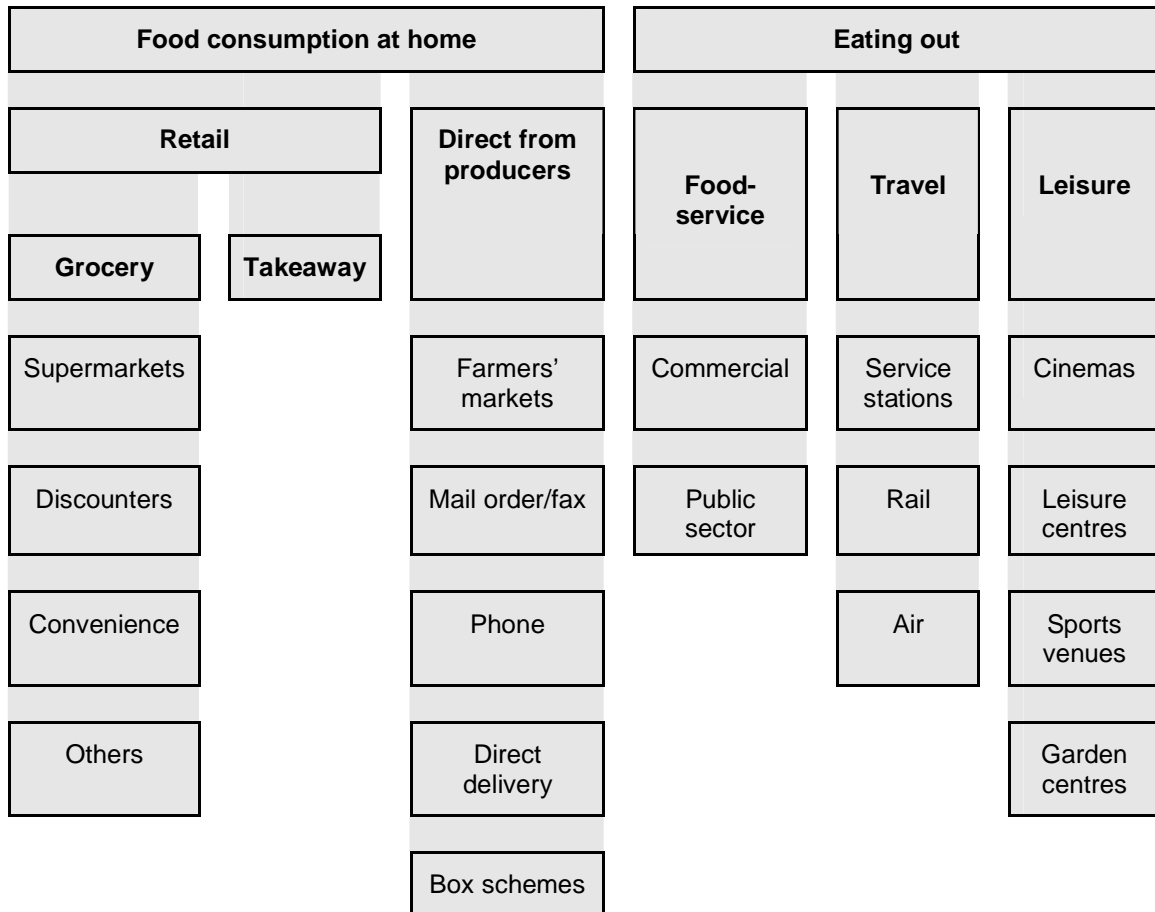 Food consumption at home
Eating out
Retail
Direct from
producers
Food-
service
Travel
Leisure
Grocery
Takeaway
Supermarkets
Farmers’
markets
Commercial
Service
stations
Cinemas
Discounters
Mail order/fax
Public
sector
Rail
Leisure
centres
Convenience
Phone
Air
Sports
venues
Others
Direct
delivery
Garden
centres
Box schemes